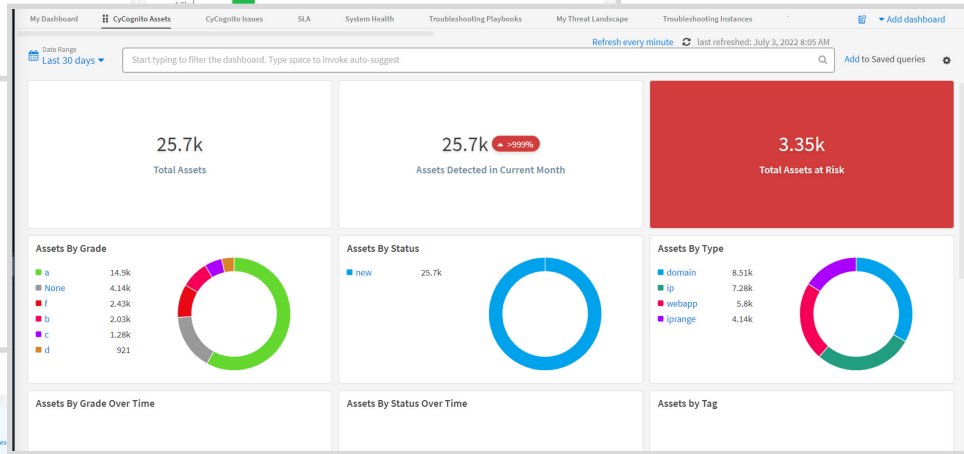 My Dashboard CyCognito Assets CyCognito Issues SLA System Health Troubleshooting Playbooks My Threat Landscape Troubleshooting Instances Add dashboard
Refresh every minute last refreshed: July 3, 2022 8:05 AM
Date Range
Last 30 days
Start typing to filter the dashboard. Type space to invoke auto-suggest
Add to Saved queries
25.7k
Total Assets
25.7k >999%
Assets Detected in Current Month
3.35k
Total Assets at Risk
Assets By Grade
a 14.9k
None 4.14k
f 2.43k
b 2.03k
c 1.28k
d 921
Assets By Status
new 25.7k
Assets By Type
domain 8.51k
ip 7.28k
webapp 5.8k
iprange 4.14k
Assets By Grade Over Time
Assets By Status Over Time
Assets by Tag